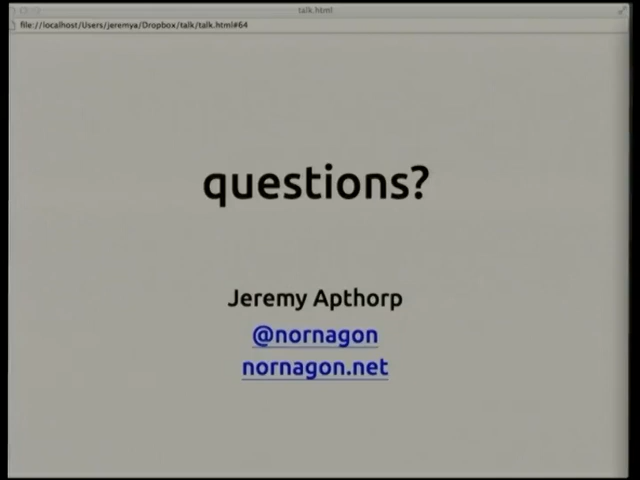 talk.html
file://localhost/Users/jeremya/Dropbox/talk/talk.html#64
questions?
Jeremy Apthorp
@nornagon
nornagon.net